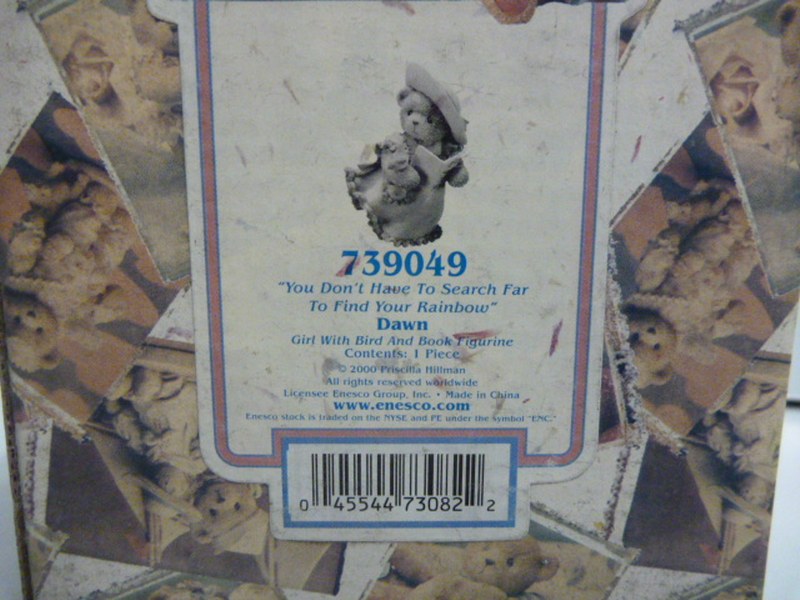 739049
"You Don't Have To Search Far
To Find Your Rainbow"
Dawn
Girl With Bird And Book Figurine
Contents: 1 Piece
© 2000 Priscilla Hillman
All rights reserved worldwide
Licensee Enesco Group, Inc. • Made in China
www.enesco.com
Enesco stock is traded on the NYSE and PE under the symbol "ENC."
0 45544 73082 2